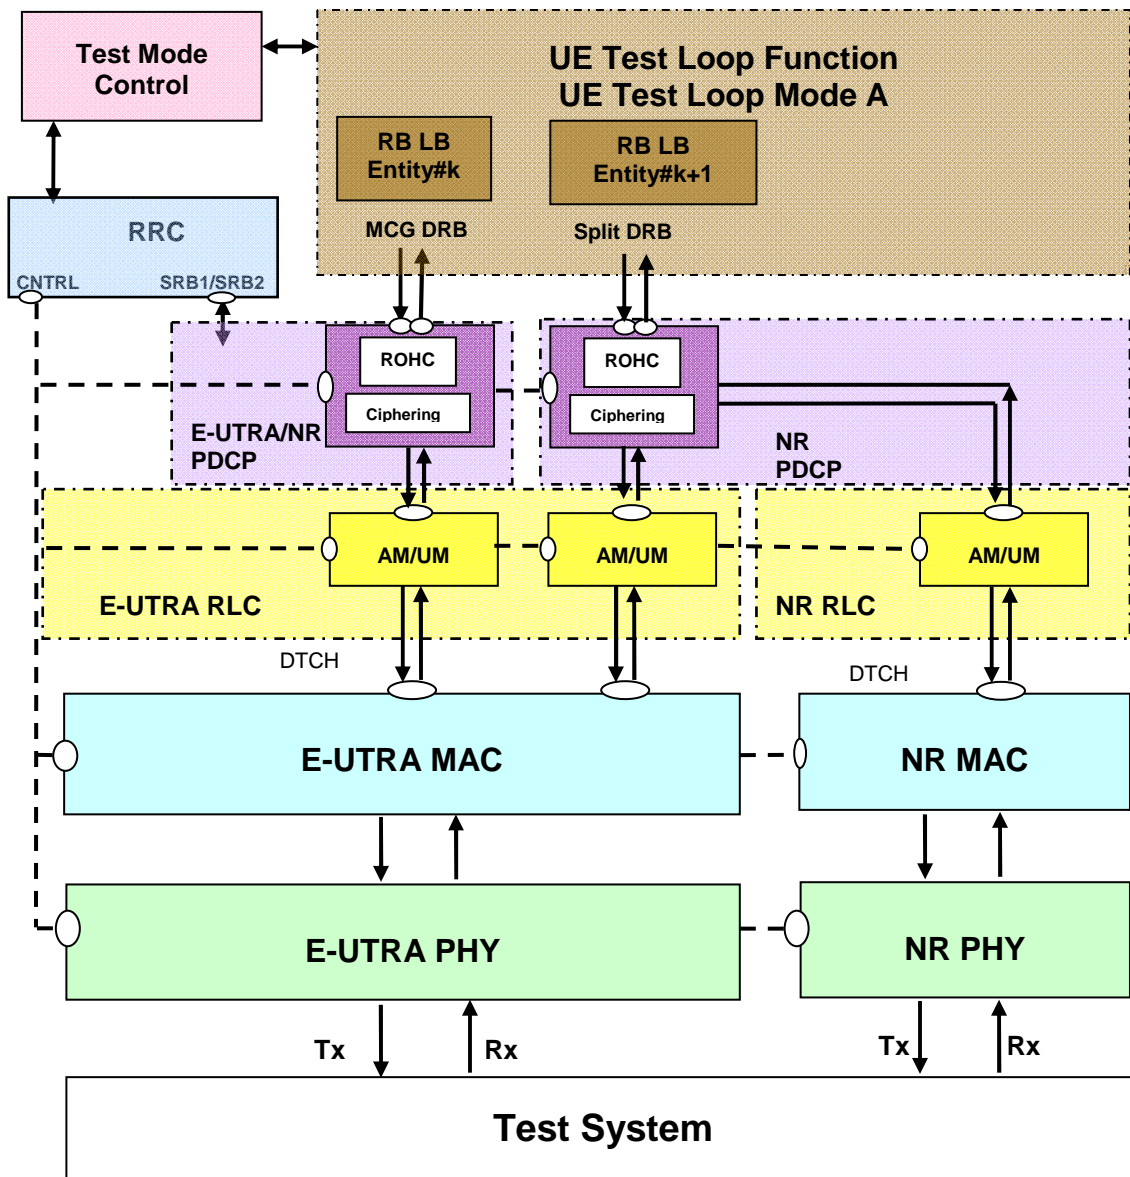 Test Mode
Control
UE Test Loop Function
UE Test Loop Mode A
RB LB
Entity#k
RB LB
Entity#k+1
MCG DRB
Split DRB
RRC
CNTRL
SRB1/SRB2
ROHC
Ciphering
E-UTRA/NR
PDCP
ROHC
Ciphering
NR
PDCP
AM/UM
AM/UM
AM/UM
E-UTRA RLC
NR RLC
DTCH
DTCH
E-UTRA MAC
NR MAC
E-UTRA PHY
NR PHY
Tx
Rx
Tx
Rx
Test System